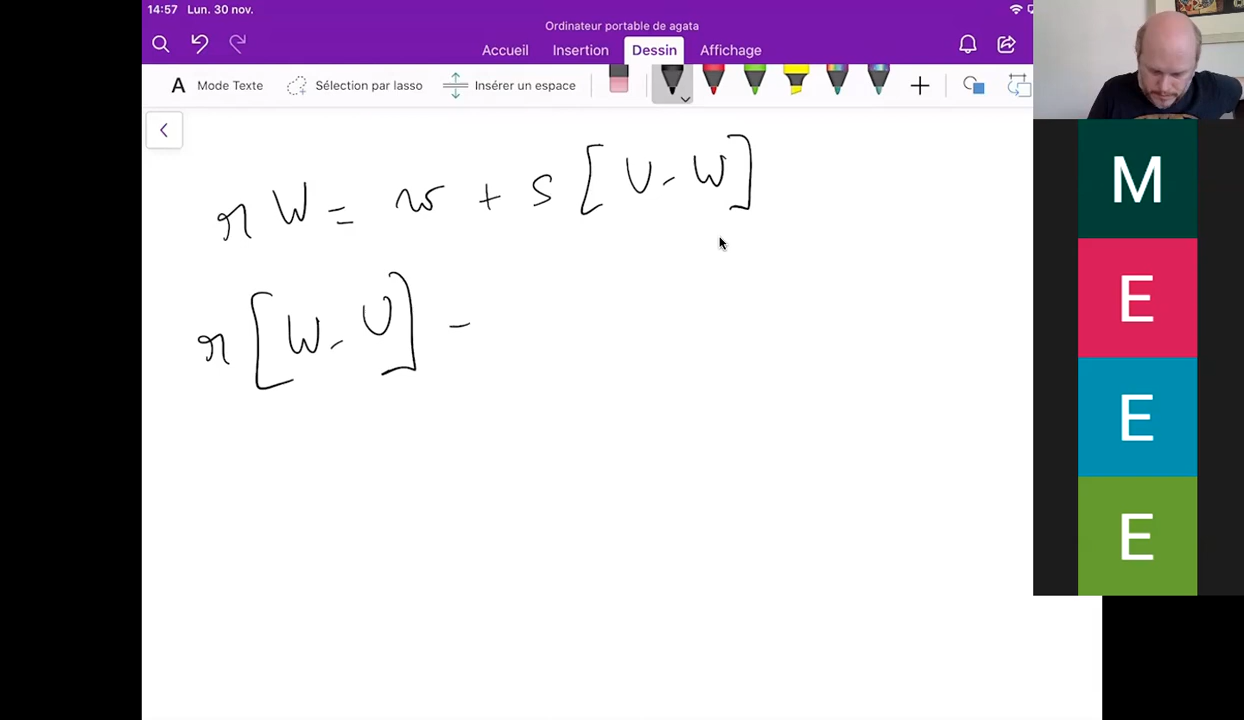 14:57 Lun. 30 nov.
Ordinateur portable de agata
Accueil Insertion Dessin Affichage
A Mode Texte Sélection par lasso Insérer un espace
r W = w + s [U - W]
r [W - U] -
M
E
E
E